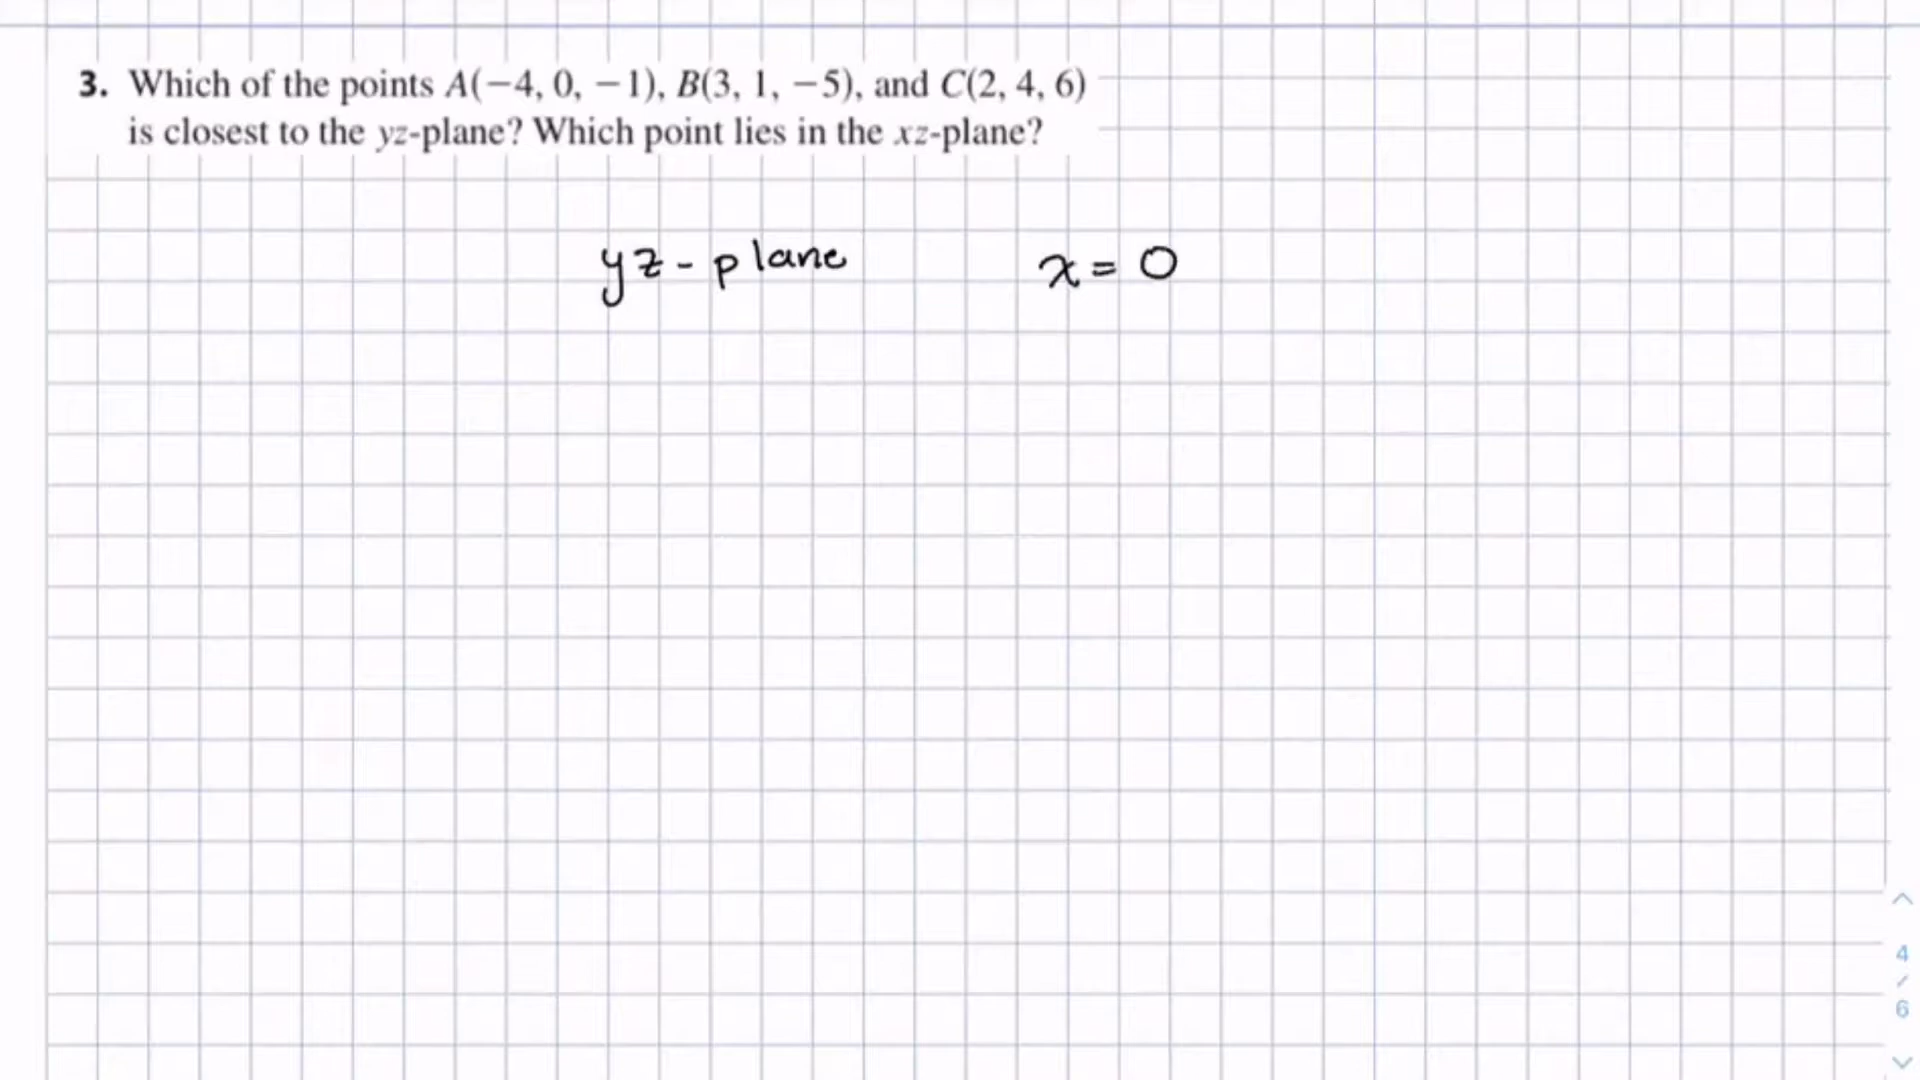 3. Which of the points A(−4, 0, −1), B(3, 1, −5), and C(2, 4, 6)
is closest to the yz-plane? Which point lies in the xz-plane?
yz - plane x = 0
4
/
6